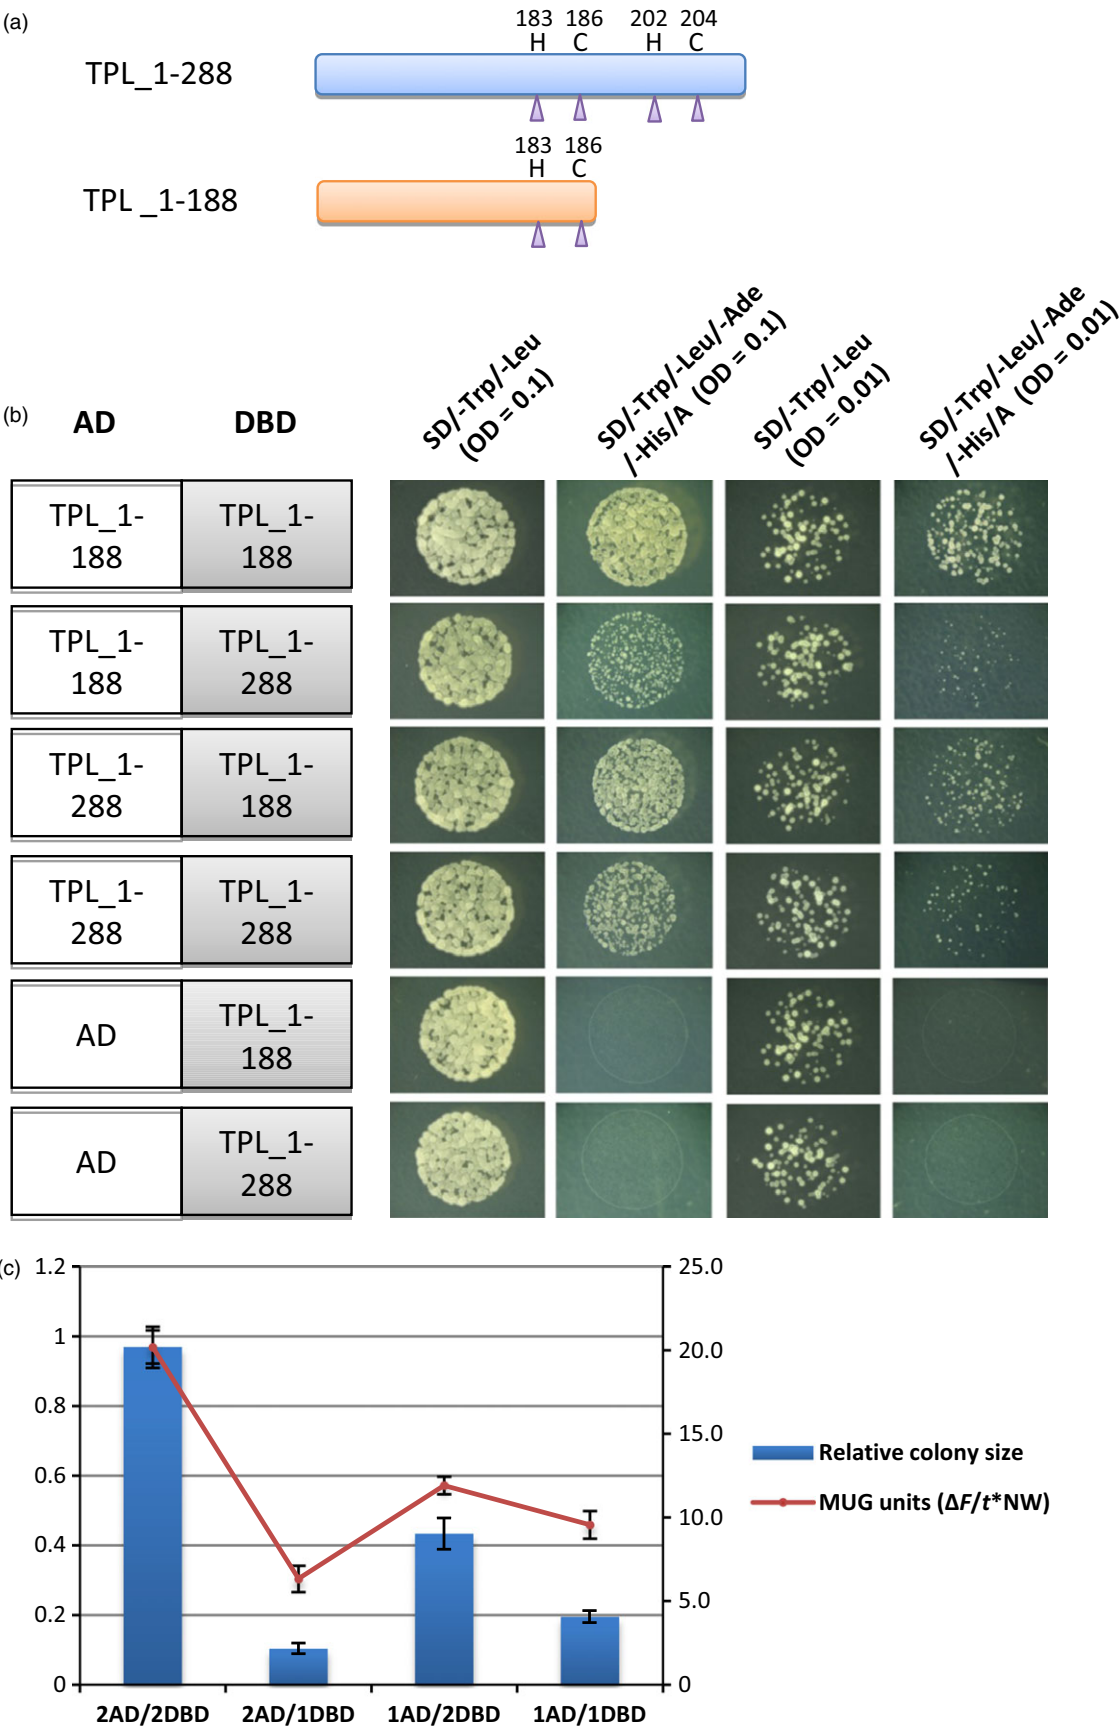 (a)
183 186 202 204
H C H C
TPL_1-288
183 186
H C
TPL _1-188
(b)
AD DBD
SD/-Trp/-Leu
(OD = 0.1)
SD/-Trp/-Leu/-Ade
/-His/A (OD = 0.1)
SD/-Trp/-Leu
(OD = 0.01)
SD/-Trp/-Leu/-Ade
/-His/A (OD = 0.01)
TPL_1-
188
TPL_1-
188
TPL_1-
188
TPL_1-
288
TPL_1-
288
TPL_1-
188
TPL_1-
288
TPL_1-
288
AD
TPL_1-
188
AD
TPL_1-
288
(c)
1.2
1
0.8
0.6
0.4
0.2
0
25.0
20.0
15.0
10.0
5.0
0
2AD/2DBD 2AD/1DBD 1AD/2DBD 1AD/1DBD
Relative colony size
MUG units (ΔF/t*NW)